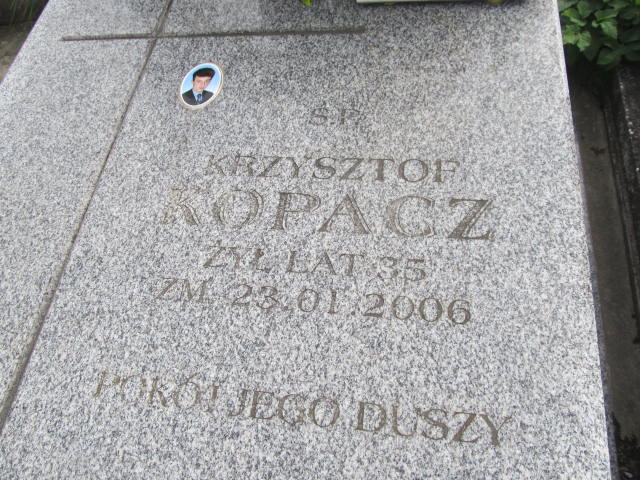 Ś.P.
KRZYSZTOF
KOPACZ
ŻYŁ LAT 35
ZM. 23.01.2006
POKÓJ JEGO DUSZY